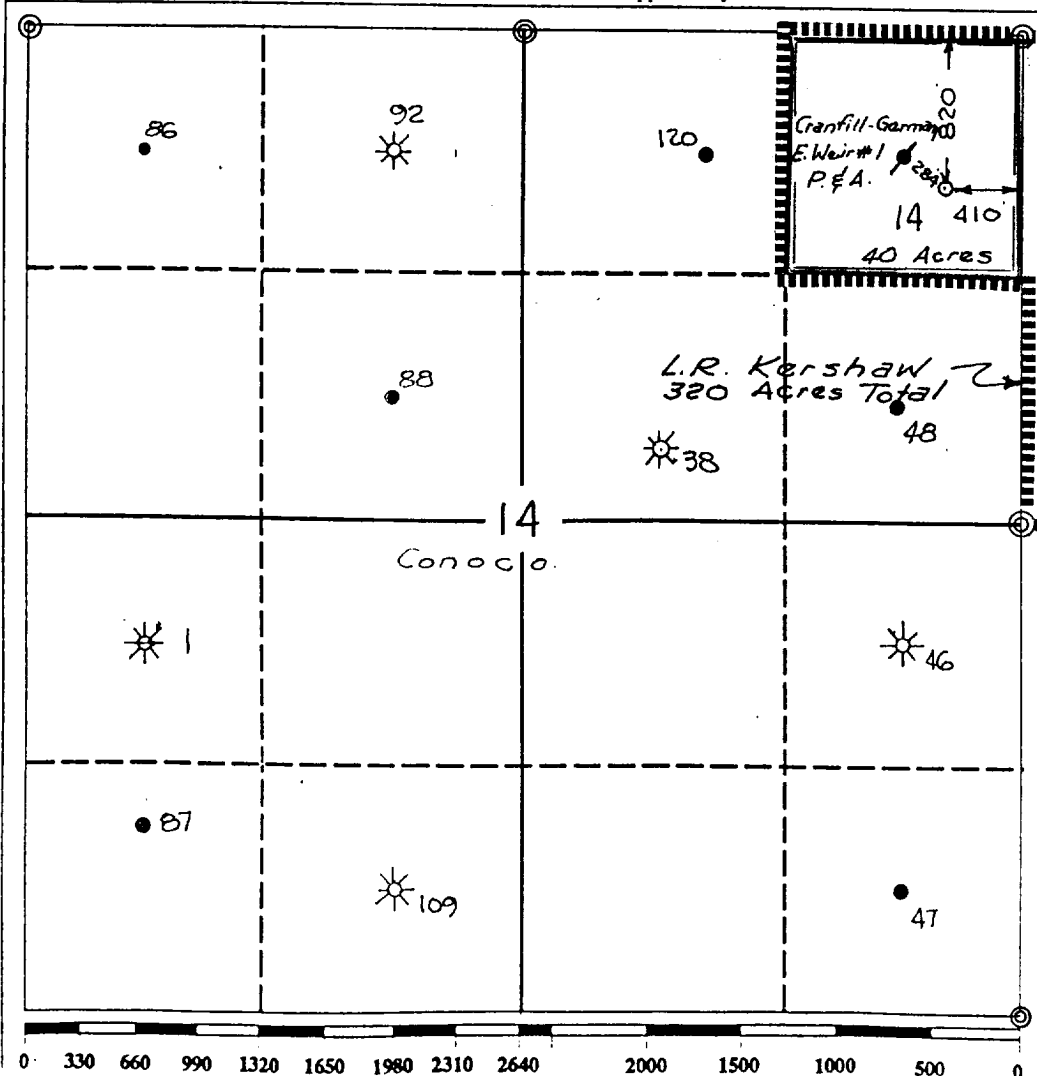 86
92
120
Cranfill-Garman
E. Weir #1
P. & A.
820
284'
14 410
40 Acres
L.R. Kershaw
320 Acres Total
88
48
38
14
Conoco.
1
46
87
109
47
0 330 660 990 1320 1650 1980 2310 2640 2000 1500 1000 500 0